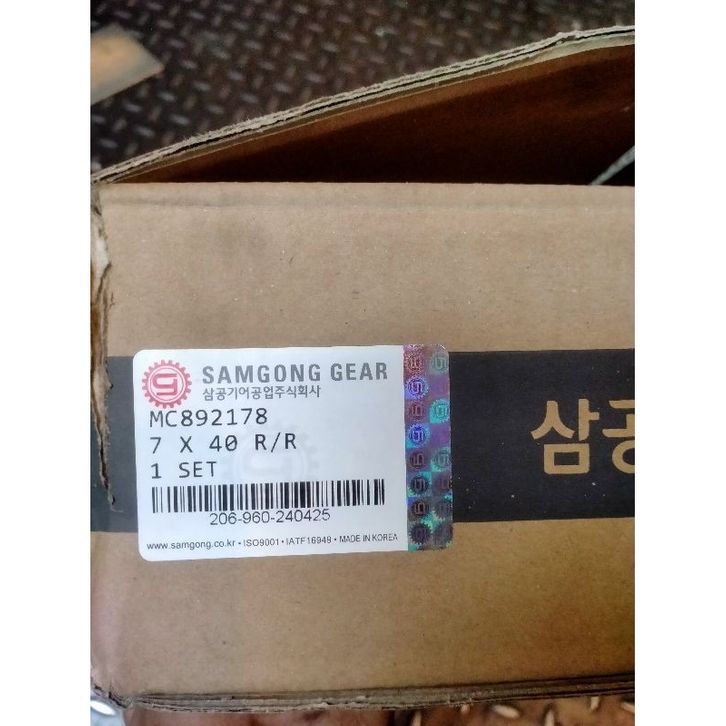 SAMGONG GEAR
삼공기어공업주식회사
MC892178
7 X 40 R/R
1 SET
206-960-240425
www.samgong.co.kr • ISO9001 • IATF16949 • MADE IN KOREA
삼공